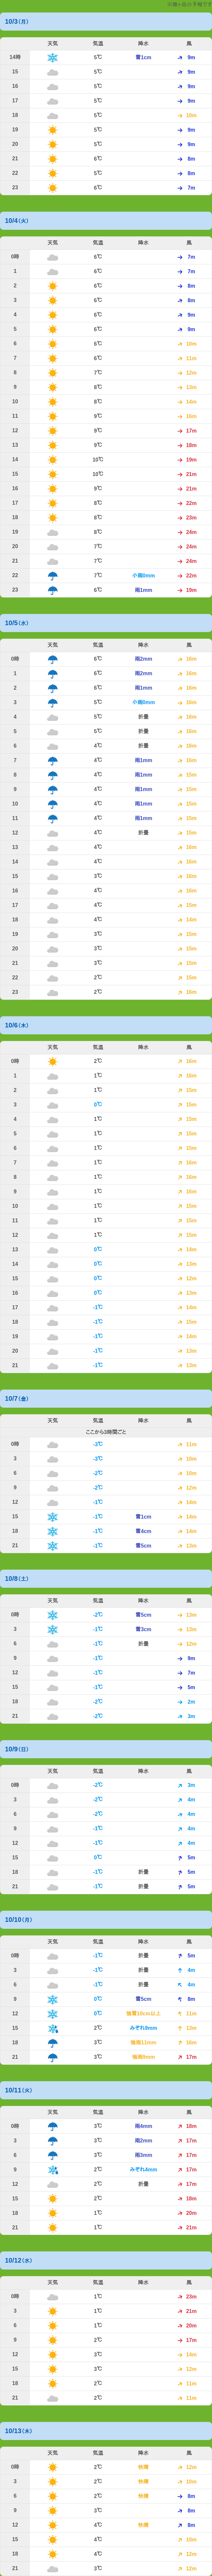 10/3(月)
天気 気温 降水 風
14時 5℃ 雪1cm 9m
15 5℃ 9m
16 5℃ 9m
17 5℃ 9m
18 5℃ 10m
19 5℃ 9m
20 5℃ 9m
21 6℃ 8m
22 5℃ 8m
23 6℃ 7m
10/4(火)
天気 気温 降水 風
0時 6℃ 7m
1 6℃ 7m
2 6℃ 8m
3 6℃ 8m
4 6℃ 9m
5 6℃ 9m
6 6℃ 10m
7 6℃ 11m
8 7℃ 12m
9 8℃ 13m
10 8℃ 14m
11 9℃ 16m
12 9℃ 17m
13 9℃ 18m
14 10℃ 19m
15 10℃ 21m
16 9℃ 21m
17 8℃ 22m
18 8℃ 23m
19 8℃ 24m
20 7℃ 24m
21 7℃ 24m
22 7℃ 小雨0mm 22m
23 6℃ 雨1mm 19m
10/5(水)
天気 気温 降水 風
0時 6℃ 雨2mm 16m
1 6℃ 雨2mm 16m
2 6℃ 雨1mm 16m
3 5℃ 小雨0mm 16m
4 5℃ 折畳 16m
5 5℃ 折畳 16m
6 4℃ 折畳 16m
7 4℃ 雨1mm 16m
8 4℃ 雨1mm 15m
9 4℃ 雨1mm 15m
10 4℃ 雨1mm 15m
11 4℃ 雨1mm 15m
12 4℃ 折畳 15m
13 4℃ 16m
14 4℃ 16m
15 3℃ 16m
16 4℃ 16m
17 4℃ 15m
18 4℃ 14m
19 3℃ 15m
20 3℃ 15m
21 3℃ 15m
22 2℃ 15m
23 2℃ 16m
10/6(木)
天気 気温 降水 風
0時 2℃ 16m
1 1℃ 16m
2 1℃ 15m
3 0℃ 15m
4 1℃ 15m
5 1℃ 15m
6 1℃ 15m
7 1℃ 16m
8 1℃ 16m
9 1℃ 16m
10 1℃ 15m
11 1℃ 15m
12 1℃ 15m
13 0℃ 14m
14 0℃ 13m
15 0℃ 12m
16 0℃ 13m
17 -1℃ 14m
18 -1℃ 15m
19 -1℃ 14m
20 -1℃ 13m
21 -1℃ 13m
10/7(金)
天気 気温 降水 風
ここから3時間ごと
0時 -3℃ 11m
3 -3℃ 10m
6 -2℃ 10m
9 -2℃ 12m
12 -1℃ 14m
15 -1℃ 雪1cm 14m
18 -1℃ 雪4cm 14m
21 -1℃ 雪5cm 12m
10/8(土)
天気 気温 降水 風
0時 -2℃ 雪5cm 13m
3 -1℃ 雪3cm 13m
6 -1℃ 折畳 12m
9 -1℃ 9m
12 -1℃ 7m
15 -1℃ 5m
18 -2℃ 2m
21 -2℃ 3m
10/9(日)
天気 気温 降水 風
0時 -2℃ 3m
3 -2℃ 4m
6 -2℃ 4m
9 -1℃ 4m
12 -1℃ 4m
15 0℃ 5m
18 -1℃ 折畳 5m
21 -1℃ 折畳 5m
10/10(月)
天気 気温 降水 風
0時 -1℃ 折畳 5m
3 -1℃ 折畳 4m
6 -1℃ 折畳 4m
9 0℃ 雪5cm 8m
12 0℃ 強雪10cm以上 11m
15 2℃ みぞれ9mm 13m
18 3℃ 強雨11mm 16m
21 3℃ 強雨9mm 17m
10/11(火)
天気 気温 降水 風
0時 3℃ 雨4mm 18m
3 3℃ 雨2mm 17m
6 3℃ 雨3mm 17m
9 2℃ みぞれ4mm 17m
12 2℃ 折畳 17m
15 2℃ 18m
18 1℃ 20m
21 1℃ 21m
10/12(水)
天気 気温 降水 風
0時 1℃ 23m
3 1℃ 21m
6 1℃ 20m
9 2℃ 17m
12 3℃ 14m
15 3℃ 12m
18 2℃ 11m
21 2℃ 11m
10/13(木)
天気 気温 降水 風
0時 2℃ 12m
3 2℃ 10m
6 2℃ 8m
9 3℃ 8m
12 4℃ 8m
15 4℃ 10m
18 4℃ 12m
21 3℃ 12m